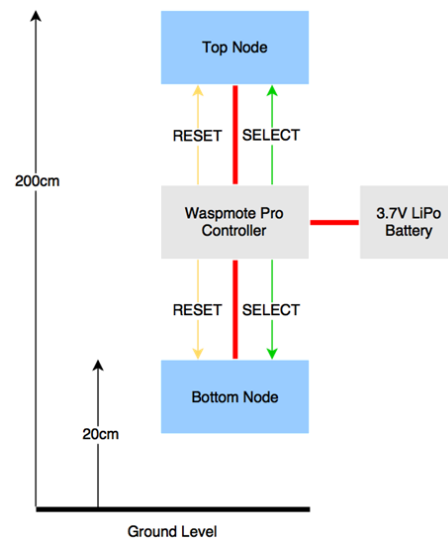 Top Node
RESET
SELECT
200cm
Waspmote Pro
Controller
3.7V LiPo
Battery
RESET
SELECT
Bottom Node
20cm
Ground Level